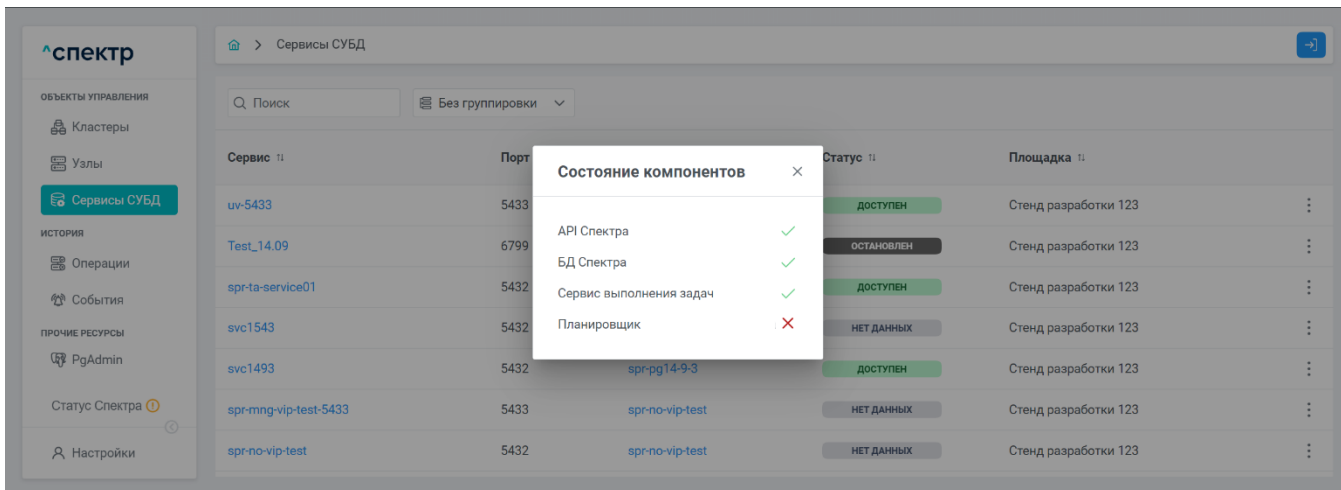 ^спектр
Сервисы СУБД
ОБЪЕКТЫ УПРАВЛЕНИЯ
Кластеры
Узлы
Сервисы СУБД
ИСТОРИЯ
Операции
События
ПРОЧИЕ РЕСУРСЫ
PgAdmin
Статус Спектра
Настройки
Поиск
Без группировки
Сервис Порт Статус Площадка
uv-5433 5433 ДОСТУПЕН Стенд разработки 123
Test_14.09 6799 ОСТАНОВЛЕН Стенд разработки 123
spr-ta-service01 5432 ДОСТУПЕН Стенд разработки 123
svc1543 5432 НЕТ ДАННЫХ Стенд разработки 123
svc1493 5432 spr-pg14-9-3 ДОСТУПЕН Стенд разработки 123
spr-mng-vip-test-5433 5433 spr-no-vip-test НЕТ ДАННЫХ Стенд разработки 123
spr-no-vip-test 5432 spr-no-vip-test НЕТ ДАННЫХ Стенд разработки 123
Состояние компонентов
API Спектра
БД Спектра
Сервис выполнения задач
Планировщик